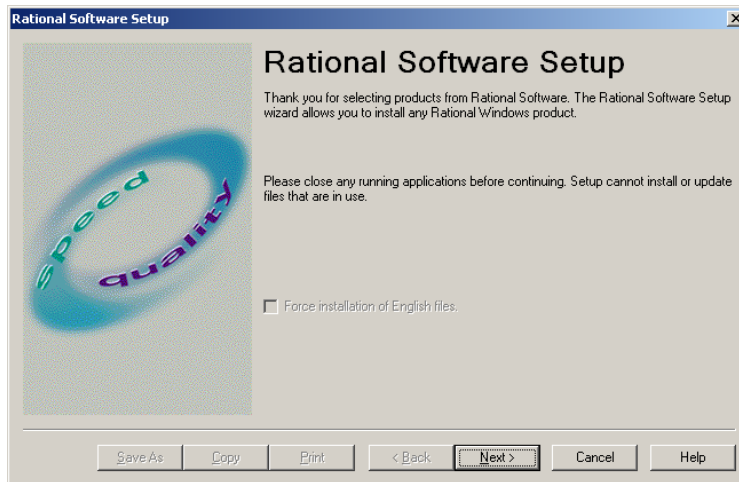 Rational Software Setup
Rational Software Setup
Thank you for selecting products from Rational Software. The Rational Software Setup
wizard allows you to install any Rational Windows product.
Please close any running applications before continuing. Setup cannot install or update
files that are in use.
speed
quality
Force installation of English files.
Save As
Copy
Print
< Back
Next >
Cancel
Help